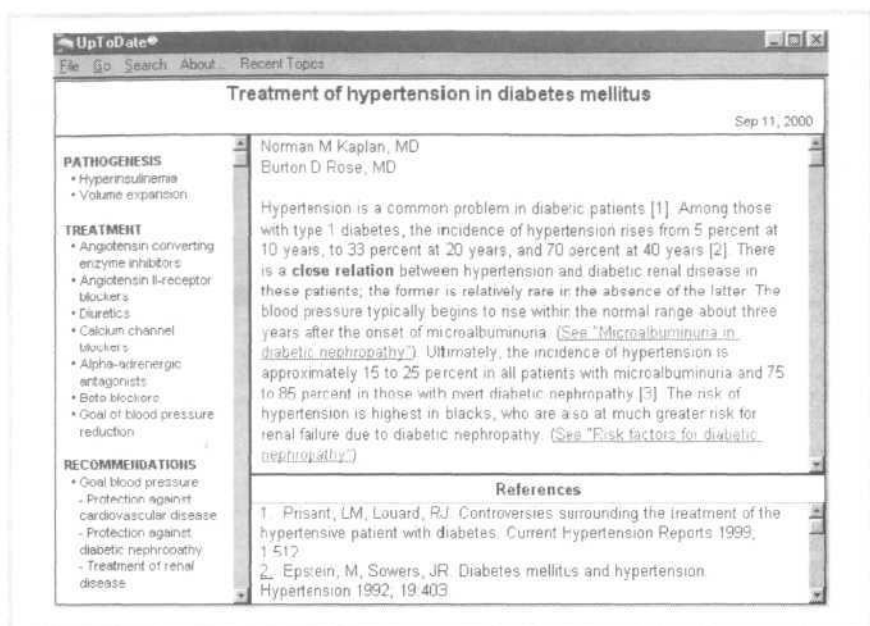 UpToDate®
File Go Search About... Recent Topics
Treatment of hypertension in diabetes mellitus
Sep 11, 2000
PATHOGENESIS
• Hyperinsulinemia
• Volume expansion
TREATMENT
• Angiotensin converting
enzyme inhibitors
• Angiotensin II-receptor
blockers
• Diuretics
• Calcium channel
blockers
• Alpha-adrenergic
antagonists
• Beta blockers
• Goal of blood pressure
reduction
RECOMMENDATIONS
• Goal blood pressure
- Protection against
cardiovascular disease
- Protection against
diabetic nephropathy
- Treatment of renal
disease
Norman M Kaplan, MD
Burton D Rose, MD
Hypertension is a common problem in diabetic patients [1]. Among those
with type 1 diabetes, the incidence of hypertension rises from 5 percent at
10 years, to 33 percent at 20 years, and 70 percent at 40 years [2]. There
is a close relation between hypertension and diabetic renal disease in
these patients; the former is relatively rare in the absence of the latter. The
blood pressure typically begins to rise within the normal range about three
years after the onset of microalbuminuria. (See "Microalbuminuria in
diabetic nephropathy"). Ultimately, the incidence of hypertension is
approximately 15 to 25 percent in all patients with microalbuminuria and 75
to 85 percent in those with overt diabetic nephropathy [3]. The risk of
hypertension is highest in blacks, who are also at much greater risk for
renal failure due to diabetic nephropathy. (See "Risk factors for diabetic
nephropathy")
References
1. Prisant, LM, Louard, RJ. Controversies surrounding the treatment of the
hypertensive patient with diabetes. Current Hypertension Reports 1999;
1:512
2. Epstein, M, Sowers, JR. Diabetes mellitus and hypertension.
Hypertension 1992; 19:403